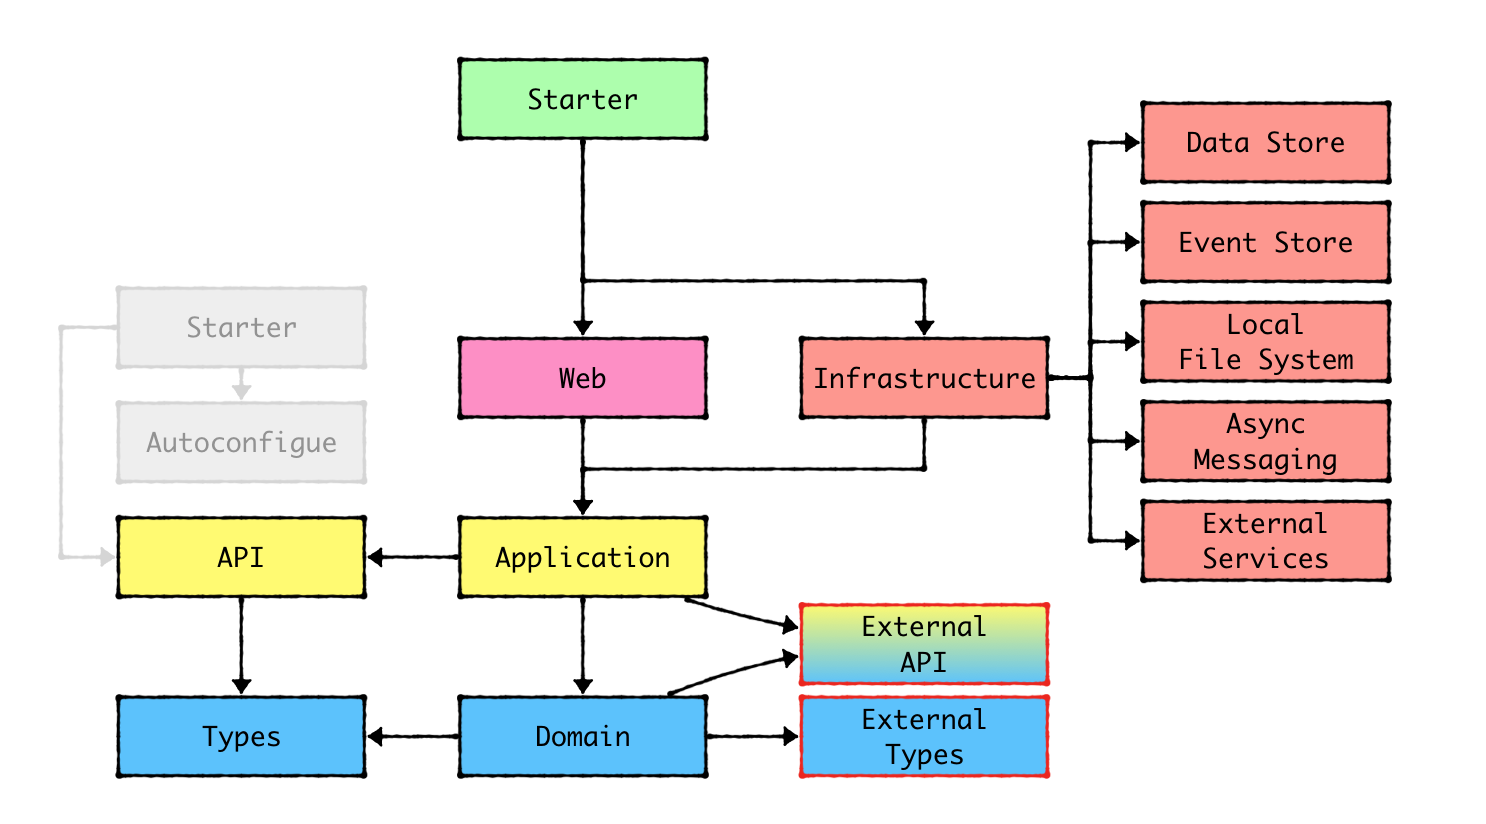 Starter
Data Store
Event Store
Starter
Local
File System
Web
Infrastructure
Autoconfigue
Async
Messaging
API
Application
External
Services
External
API
Types
Domain
External
Types